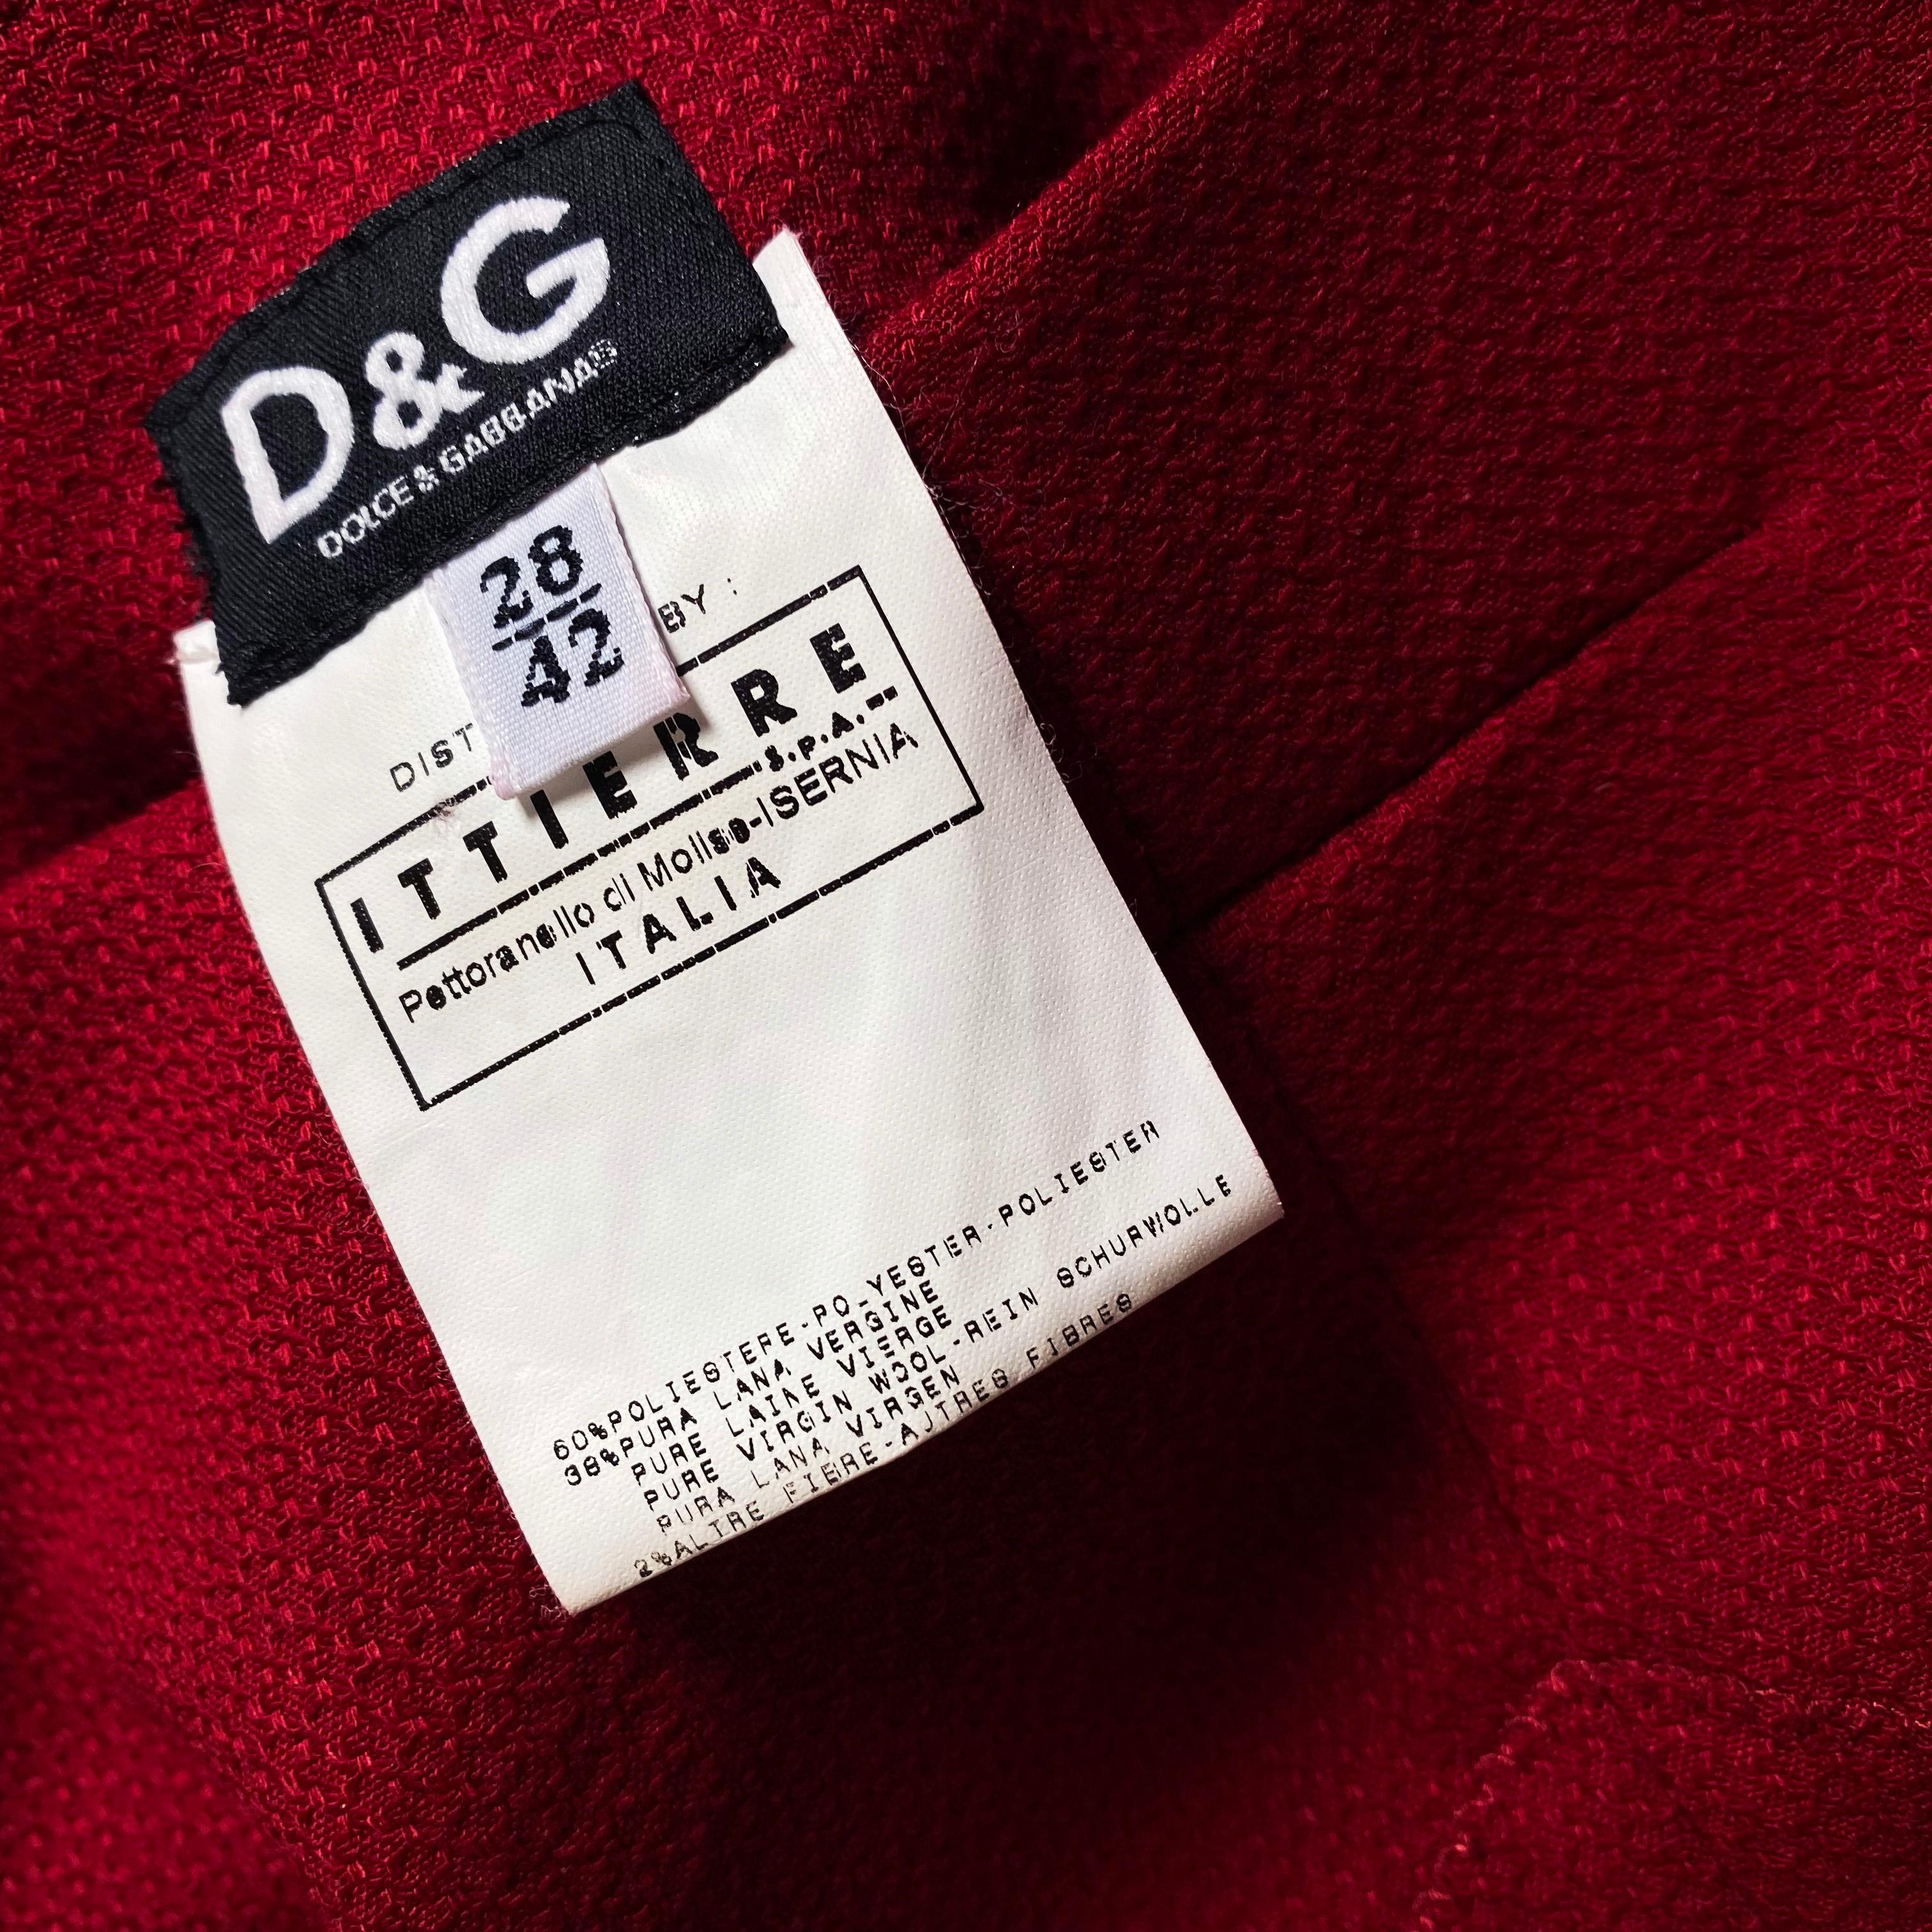 D&G
DOLCE & GABBANAS
28
42
DIST BY :
ITTIERRE
S.p.A.
Pettoranello di Molise-ISERNIA
ITALIA
60%POLIESTERE-POLYESTER-POLIESTER
38%PURA LANA VERGINE
PURE LAINE VIERGE
PURE VIRGIN WOOL-REIN SCHURWOLLE
PURA LANA VIRGEN
2%ALTRE FIBRE-AUTRES FIBRES